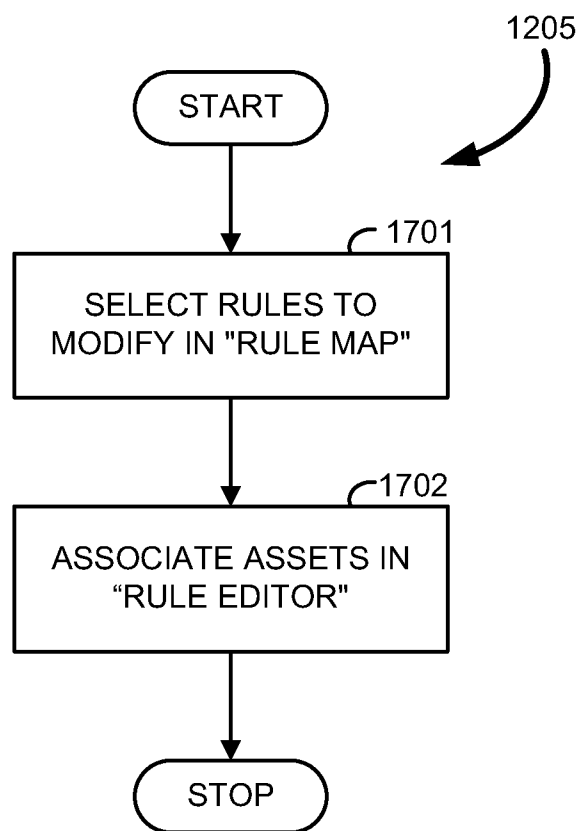 1205
START
1701
SELECT RULES TO
MODIFY IN "RULE MAP"
1702
ASSOCIATE ASSETS IN
“RULE EDITOR"
STOP